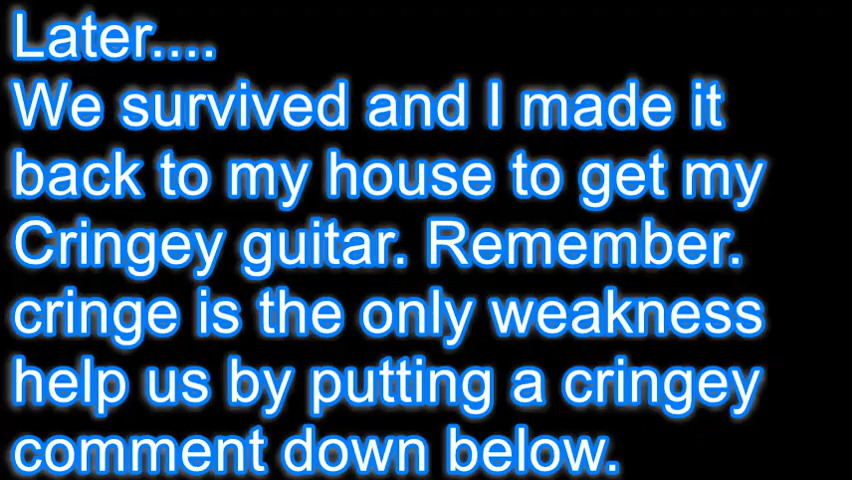 Later....
We survived and I made it
back to my house to get my
Cringey guitar. Remember.
cringe is the only weakness
help us by putting a cringey
comment down below.